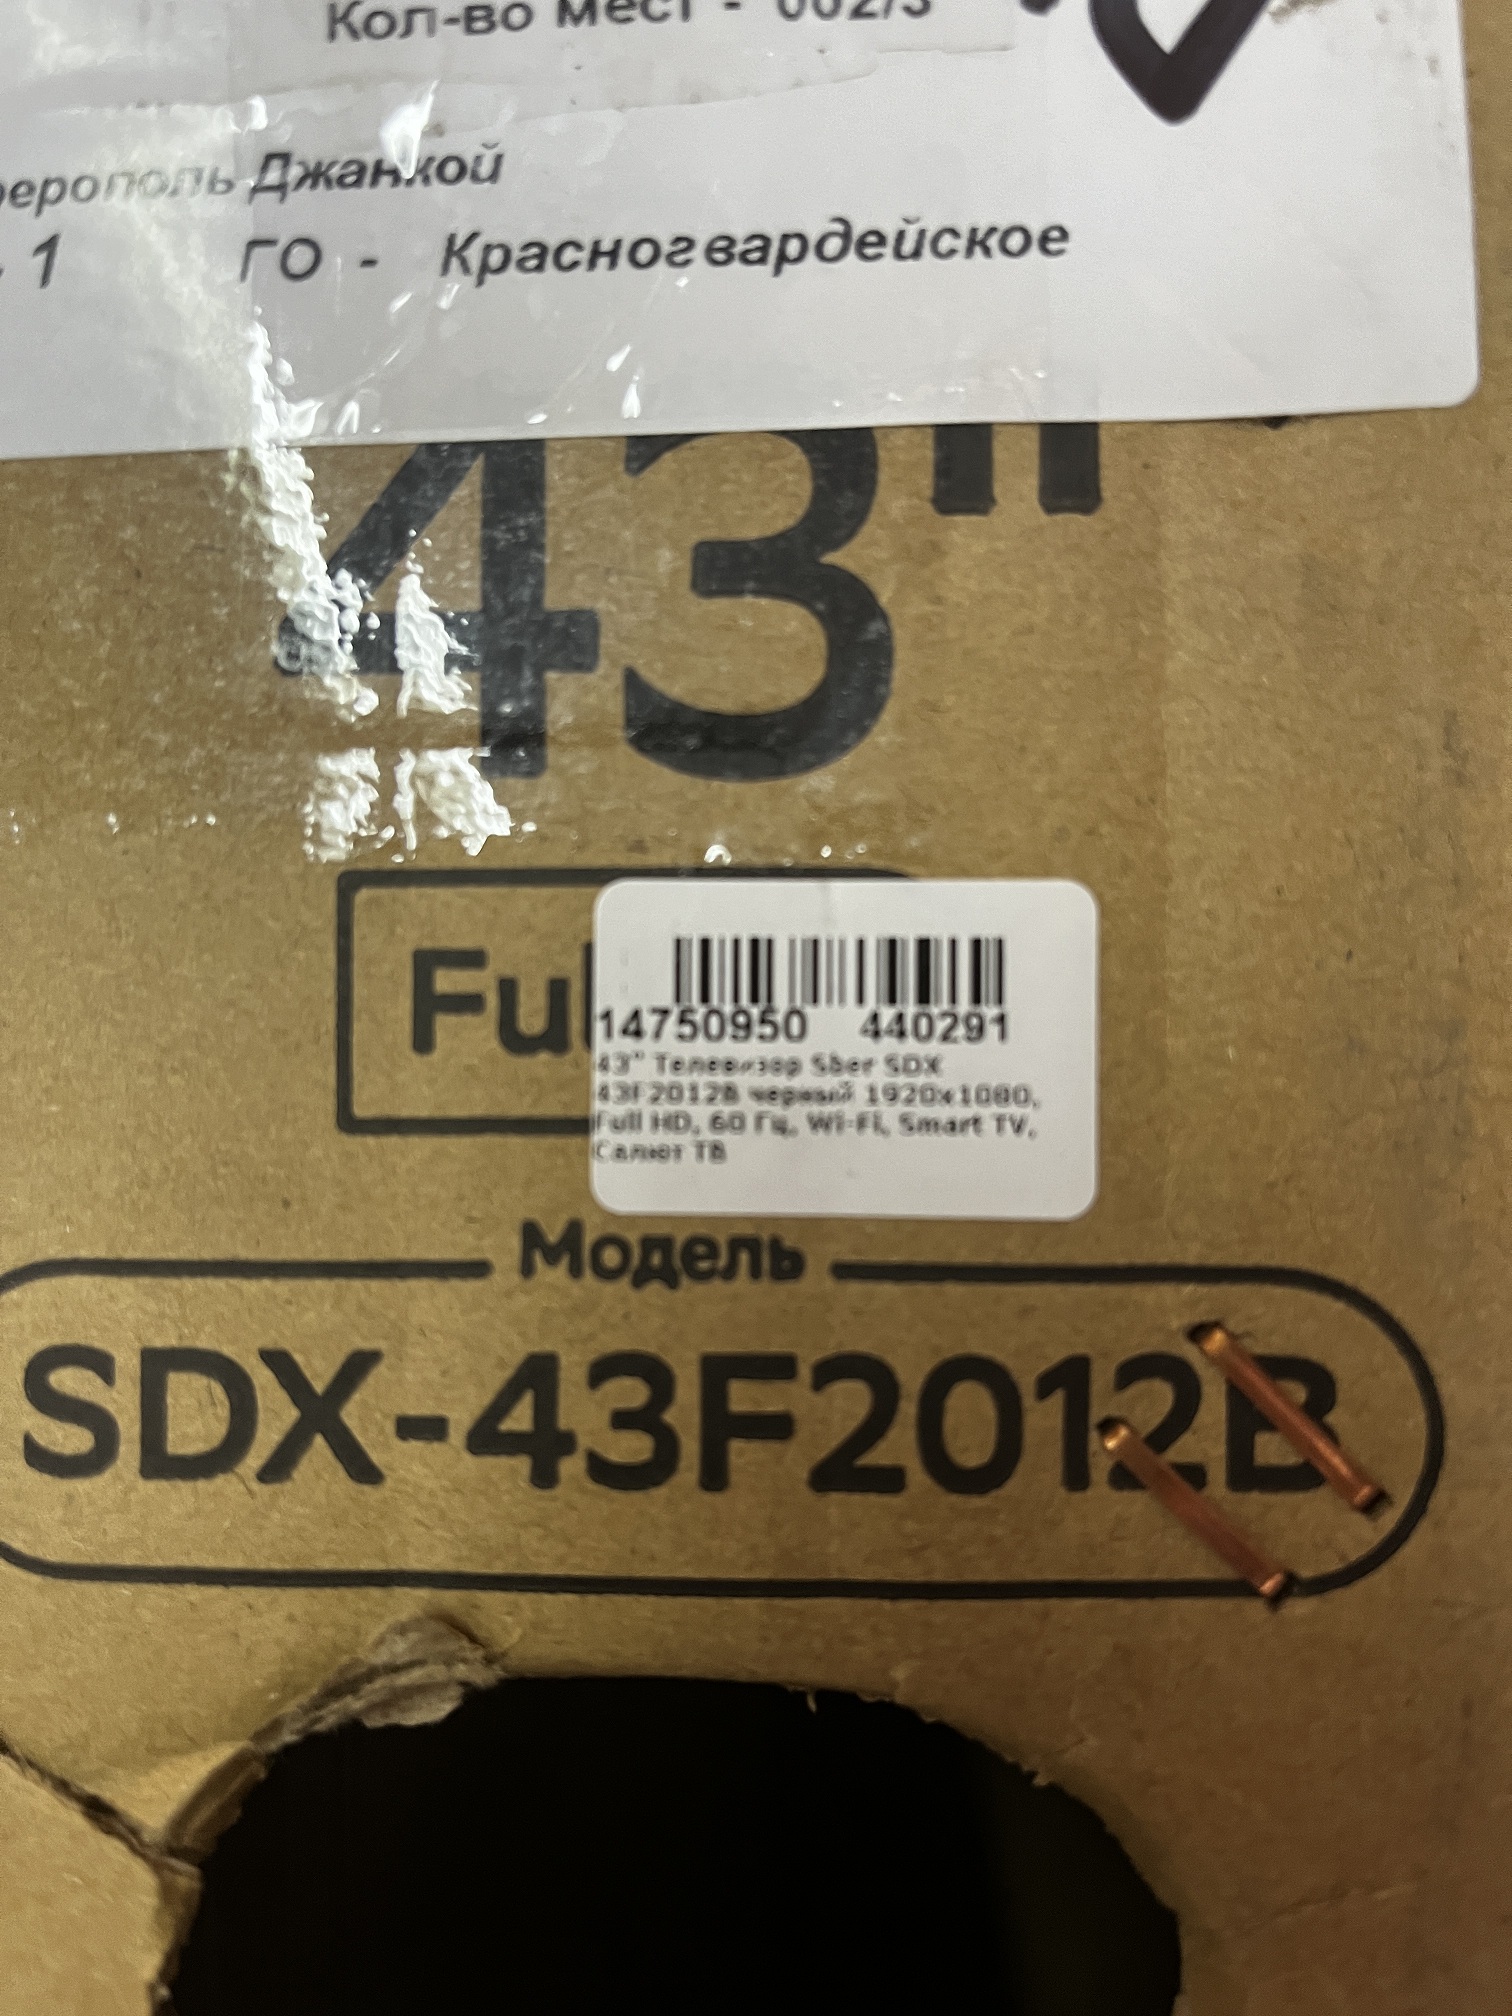 Кол-во мест - 002/3
ферополь Джанкой
- 1 ГО - Красногвардейское
43"
Ful
14750950 440291
43" Телевизор Sber SDX
43F2012B черный 1920x1080,
Full HD, 60 Гц, Wi-Fi, Smart TV,
Салют ТВ
Модель
SDX-43F2012B